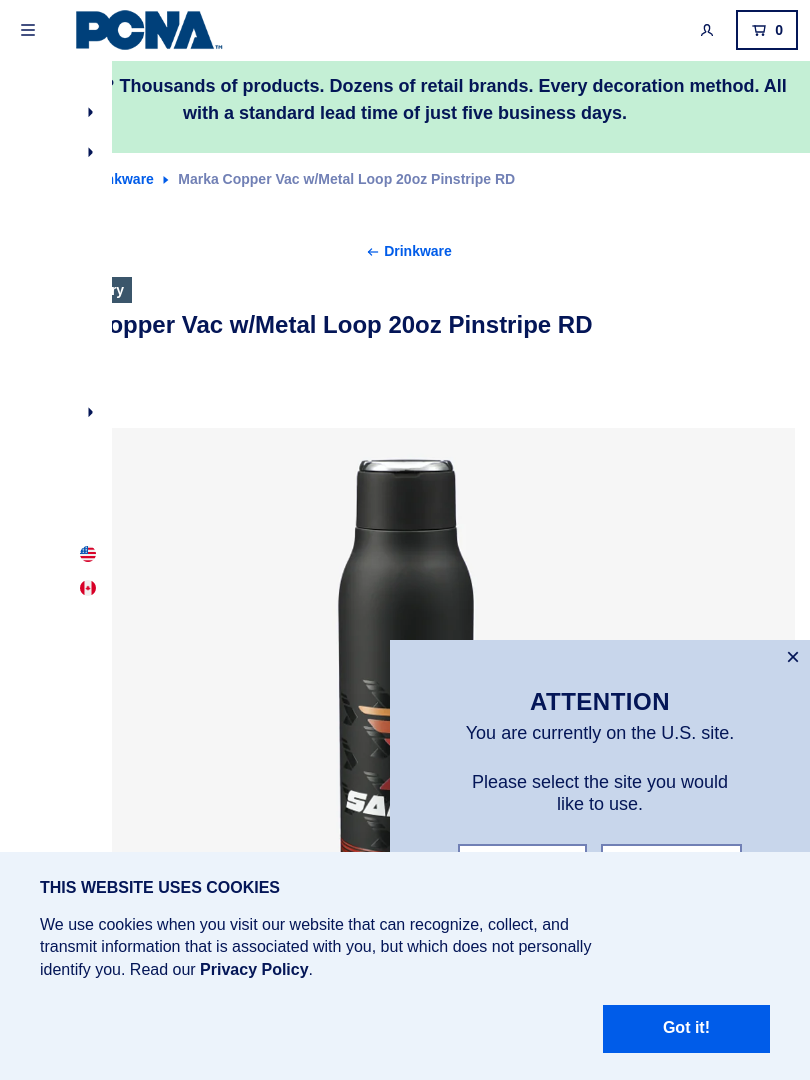 PCNA™
0
Thousands of products. Dozens of retail brands. Every decoration method. All
with a standard lead time of just five business days.
Marka Copper Vac w/Metal Loop 20oz Pinstripe RD
← Drinkware
Vac w/Metal Loop 20oz Pinstripe RD
ATTENTION
You are currently on the U.S. site.
Please select the site you would
like to use.
THIS WEBSITE USES COOKIES
We use cookies when you visit our website that can recognize, collect, and
transmit information that is associated with you, but which does not personally
identify you. Read our Privacy Policy.
Got it!